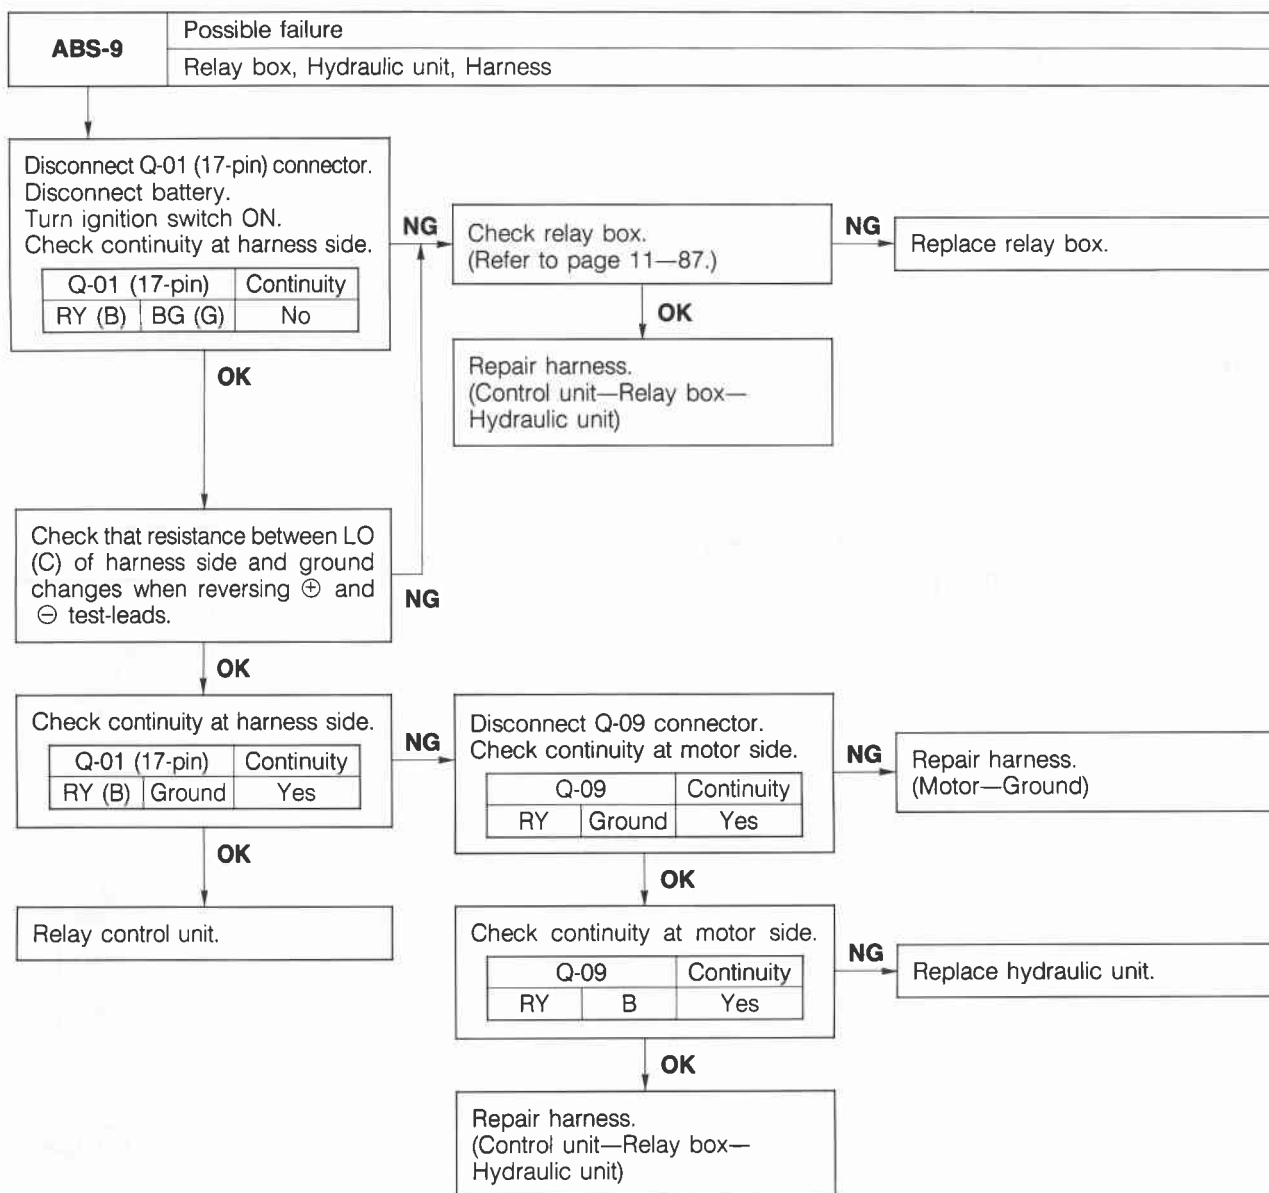 ABS-9
Possible failure
Relay box, Hydraulic unit, Harness
Disconnect Q-01 (17-pin) connector.
Disconnect battery.
Turn ignition switch ON.
Check continuity at harness side.
Q-01 (17-pin) Continuity
RY (B) BG (G) No
NG
Check relay box.
(Refer to page 11—87.)
NG
Replace relay box.
OK
Repair harness.
(Control unit—Relay box—
Hydraulic unit)
OK
Check that resistance between LO
(C) of harness side and ground
changes when reversing ⊕ and
⊖ test-leads.
NG
OK
Check continuity at harness side.
Q-01 (17-pin) Continuity
RY (B) Ground Yes
NG
Disconnect Q-09 connector.
Check continuity at motor side.
Q-09 Continuity
RY Ground Yes
NG
Repair harness.
(Motor—Ground)
OK
Relay control unit.
OK
Check continuity at motor side.
Q-09 Continuity
RY B Yes
NG
Replace hydraulic unit.
OK
Repair harness.
(Control unit—Relay box—
Hydraulic unit)